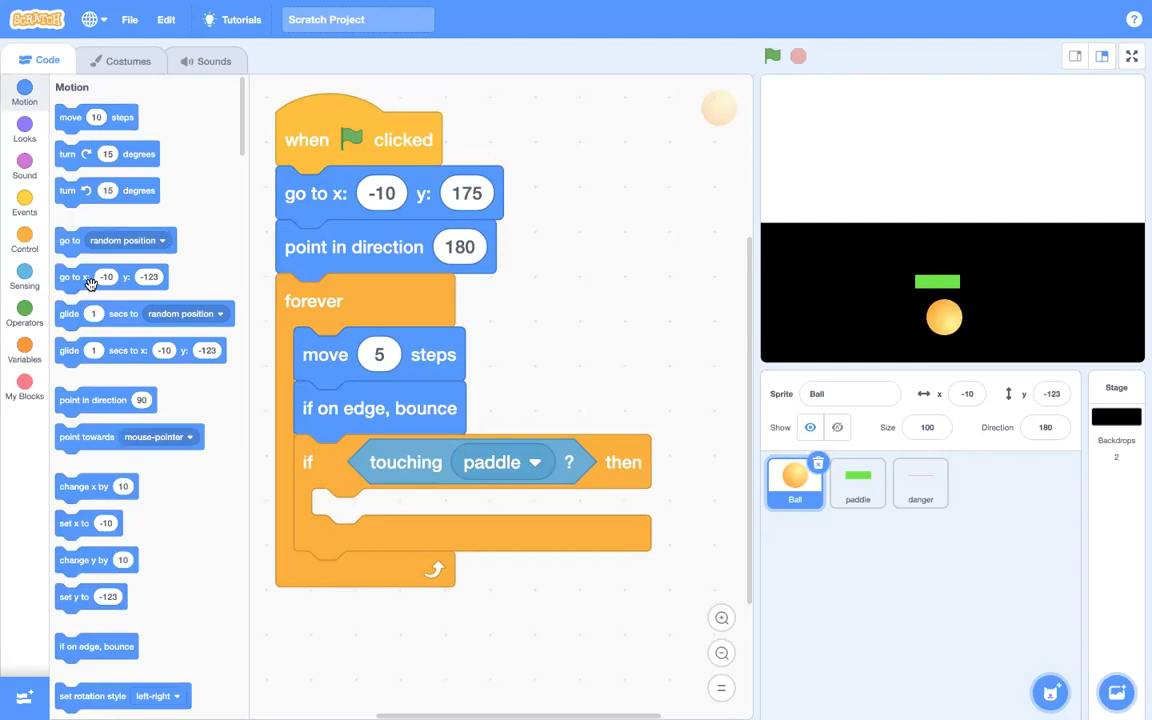 SCRATCH File Edit Tutorials Scratch Project ?
Code Costumes Sounds
Motion
Looks
Sound
Events
Control
Sensing
Operators
Variables
My Blocks
Motion
move 10 steps
turn 15 degrees
turn 15 degrees
go to random position
go to x: -10 y: -123
glide 1 secs to random position
glide 1 secs to x: -10 y: -123
point in direction 90
point towards mouse-pointer
change x by 10
set x to -10
change y by 10
set y to -123
if on edge, bounce
set rotation style left-right
when clicked
go to x: -10 y: 175
point in direction 180
forever
move 5 steps
if on edge, bounce
if touching paddle ? then
Sprite Ball x -10 y -123
Show Size 100 Direction 180
Ball
paddle
danger
Stage
Backdrops
2